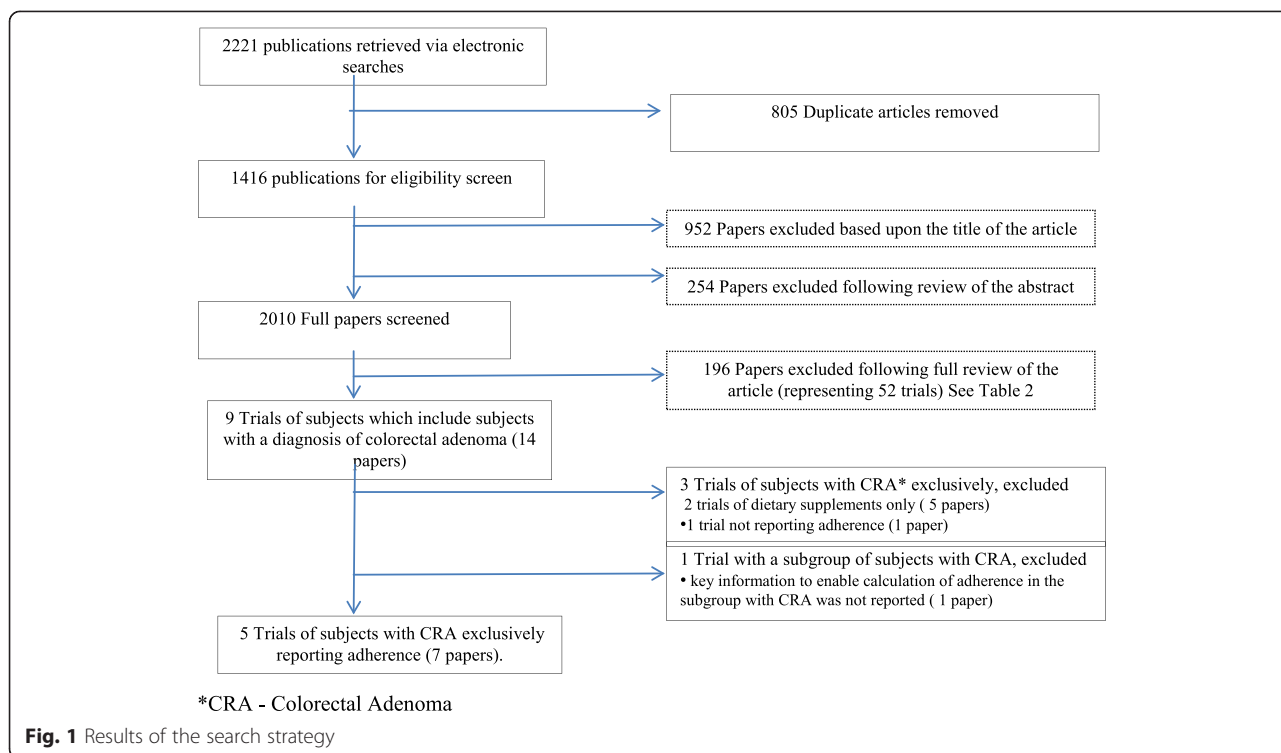 2221 publications retrieved via electronic
searches
805 Duplicate articles removed
1416 publications for eligibility screen
952 Papers excluded based upon the title of the article
254 Papers excluded following review of the abstract
2010 Full papers screened
196 Papers excluded following full review of the
article (representing 52 trials) See Table 2
9 Trials of subjects which include subjects
with a diagnosis of colorectal adenoma (14
papers)
3 Trials of subjects with CRA* exclusively, excluded
2 trials of dietary supplements only ( 5 papers)
•1 trial not reporting adherence (1 paper)
1 Trial with a subgroup of subjects with CRA, excluded
• key information to enable calculation of adherence in the
subgroup with CRA was not reported ( 1 paper)
5 Trials of subjects with CRA exclusively
reporting adherence (7 papers).
*CRA - Colorectal Adenoma
Fig. 1 Results of the search strategy